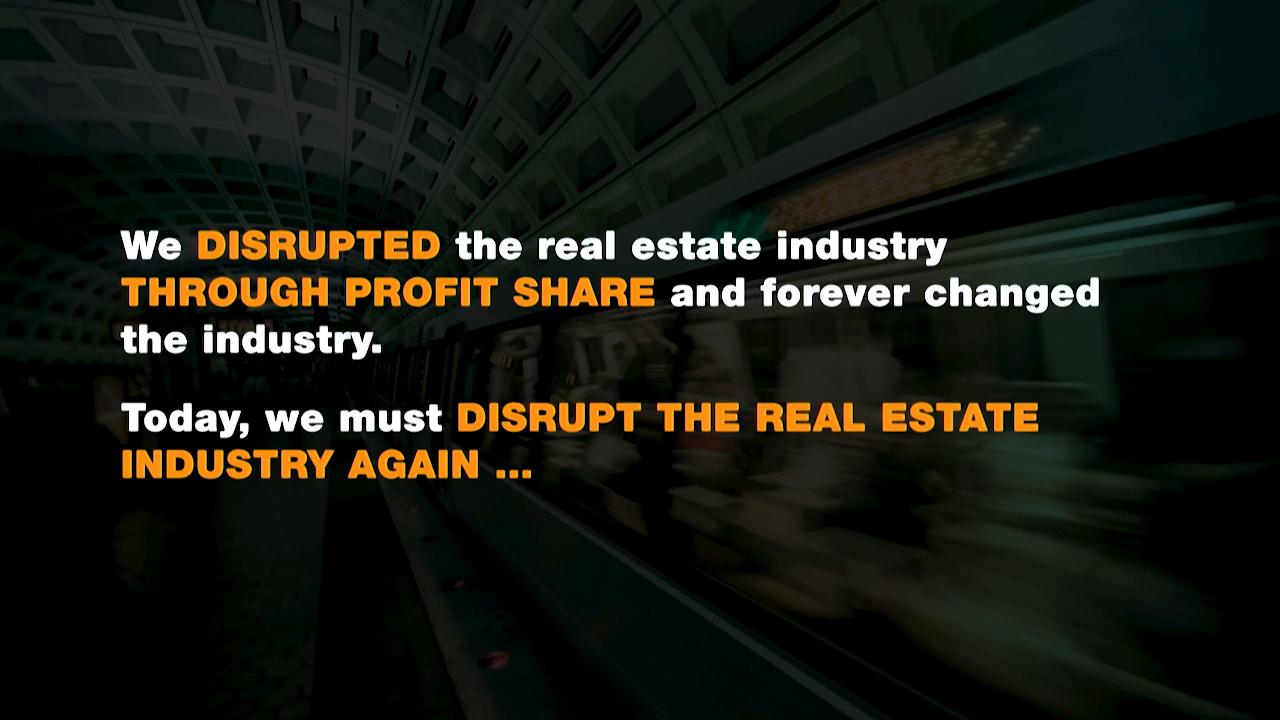 We DISRUPTED the real estate industry
THROUGH PROFIT SHARE and forever changed
the industry.
Today, we must DISRUPT THE REAL ESTATE
INDUSTRY AGAIN ...